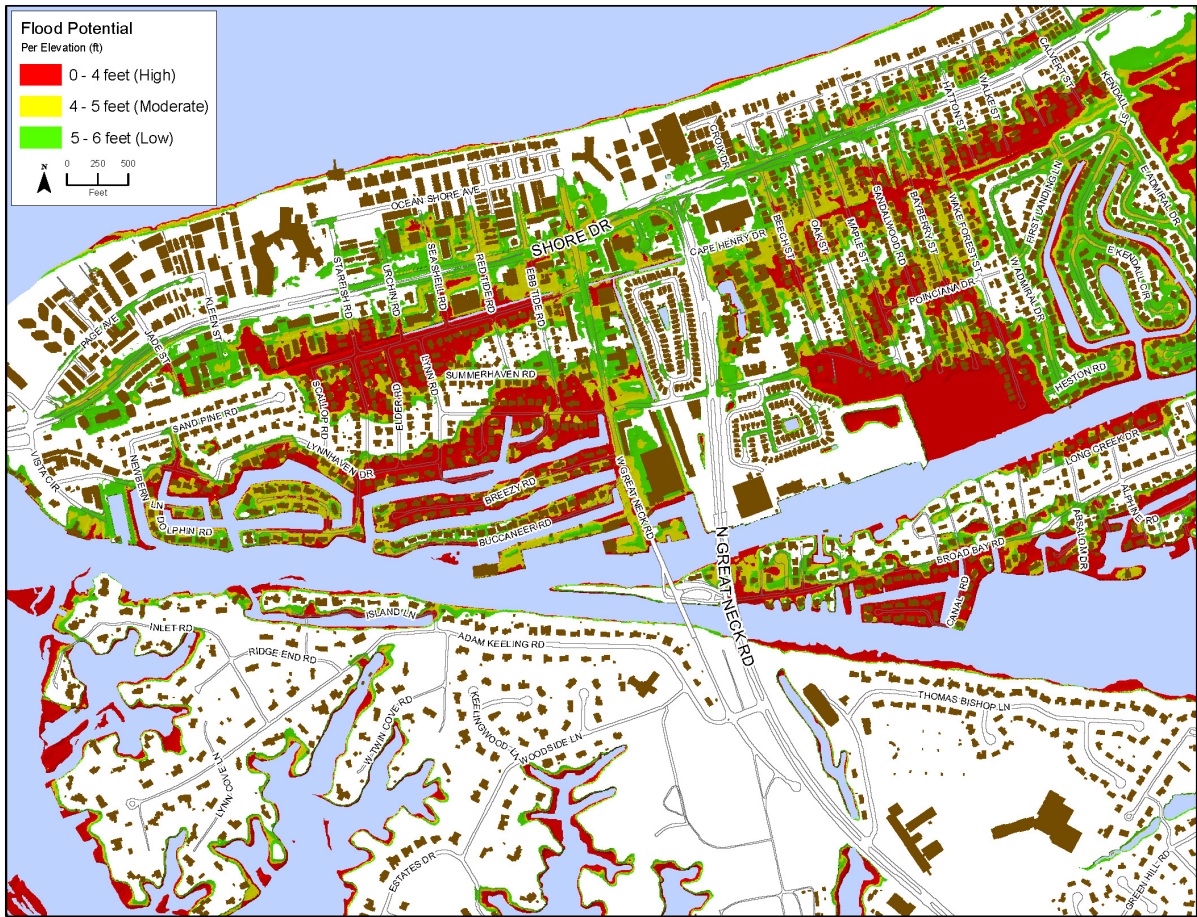 Flood Potential
Per Elevation (ft)
0 - 4 feet (High)
4 - 5 feet (Moderate)
5 - 6 feet (Low)
N
0 250 500
Feet
CALVERT ST
KENDALL ST
WALKE ST
HATTON ST
CROIX DR
OCEAN SHORE AVE
SHORE DR
CAPE HENRY DR
BEECH ST
OAK ST
MAPLE ST
SANDALWOOD RD
BAYBERRY ST
WAKE FOREST ST
FIRST LANDING LN
E ADMIRAL DR
E KENDALL CIR
W ADMIRAL DR
POINCIANA DR
HESTON RD
STARFISH RD
URCHIN RD
SEA SHELL RD
RED TIDE RD
EBB TIDE RD
KLEEN ST
PAGE AVE
JADE ST
LYNN RD
SUMMERHAVEN RD
SCALLOP RD
ELDER RD
SAND PINE RD
LYNNHAVEN DR
VISTA CIR
NEWBERN LN
DOLPHIN RD
BREEZY RD
BUCCANEER RD
W GREAT NECK RD
N GREAT NECK RD
LONG CREEK DR
ALPHINE RD
ABSALOM DR
BROAD BAY RD
CANAL RD
ISLAND LN
INLET RD
RIDGE END RD
ADAM KEELING RD
W TWIN COVE RD
KEELINGWOOD LN
WOODSIDE LN
THOMAS BISHOP LN
LYNN COVE LN
ESTATES DR
GREEN HILL RD